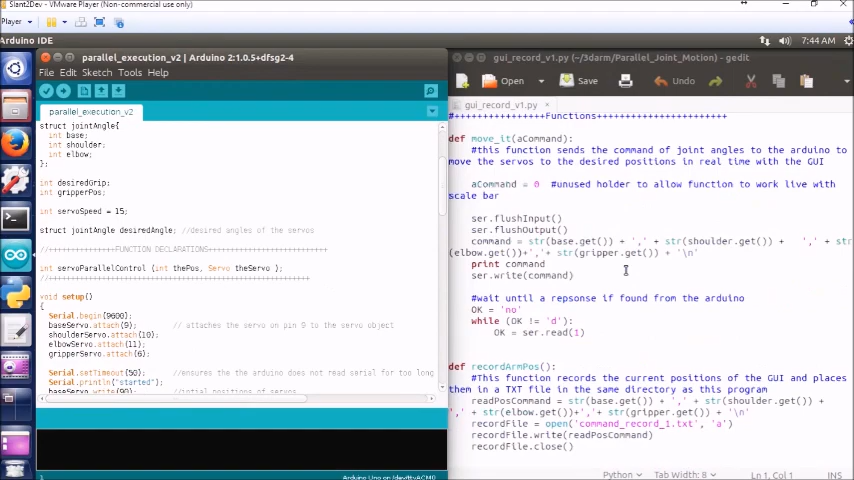 Slant2Dev - VMware Player (Non-commercial use only)
Player
Arduino IDE
7:44 AM
parallel_execution_v2 | Arduino 2:1.0.5+dfsg2-4
File Edit Sketch Tools Help
parallel_execution_v2
struct jointAngle{
int base;
int shoulder;
int elbow;
};
int desiredGrip;
int gripperPos;
int servoSpeed = 15;
struct jointAngle desiredAngle; //desired angles of the servos
//++++++++++++++++FUNCTION DECLARATIONS+++++++++++++++++++++++++++
int servoParallelControl (int thePos, Servo theServo );
//++++++++++++++++++++++++++++++++++++++++++++++++++++++
void setup()
{
Serial.begin(9600);
baseServo.attach(9); // attaches the servo on pin 9 to the servo object
shoulderServo.attach(10);
elbowServo.attach(11);
gripperServo.attach(6);
Serial.setTimeout(50); //ensures the the arduino does not read serial for too long
Serial.println("started");
baseServo.write(90); //intial positions of servos
1
Arduino Uno on /dev/ttyACM0
gui_record_v1.py (~/3darm/Parallel_Joint_Motion) - gedit
Open Save Undo
gui_record_v1.py ×
#++++++++++++++++Functions+++++++++++++++++++++++
def move_it(aCommand):
#this function sends the command of joint angles to the arduino to
move the servos to the desired positions in real time with the GUI
aCommand = 0 #unused holder to allow function to work live with
scale bar
ser.flushInput()
ser.flushOutput()
command = str(base.get()) + ',' + str(shoulder.get()) + ',' + str
(elbow.get())+','+ str(gripper.get()) + '\n'
print command
ser.write(command)
#wait until a repsonse if found from the arduino
OK = 'no'
while (OK != 'd'):
OK = ser.read(1)
def recordArmPos():
#This function records the current positions of the GUI and places
them in a TXT file in the same directory as this program
readPosCommand = str(base.get()) + ',' + str(shoulder.get()) +
',' + str(elbow.get())+','+ str(gripper.get()) + '\n'
recordFile = open('command_record_1.txt', 'a')
recordFile.write(readPosCommand)
recordFile.close()
Python Tab Width: 8 Ln 1, Col 1 INS